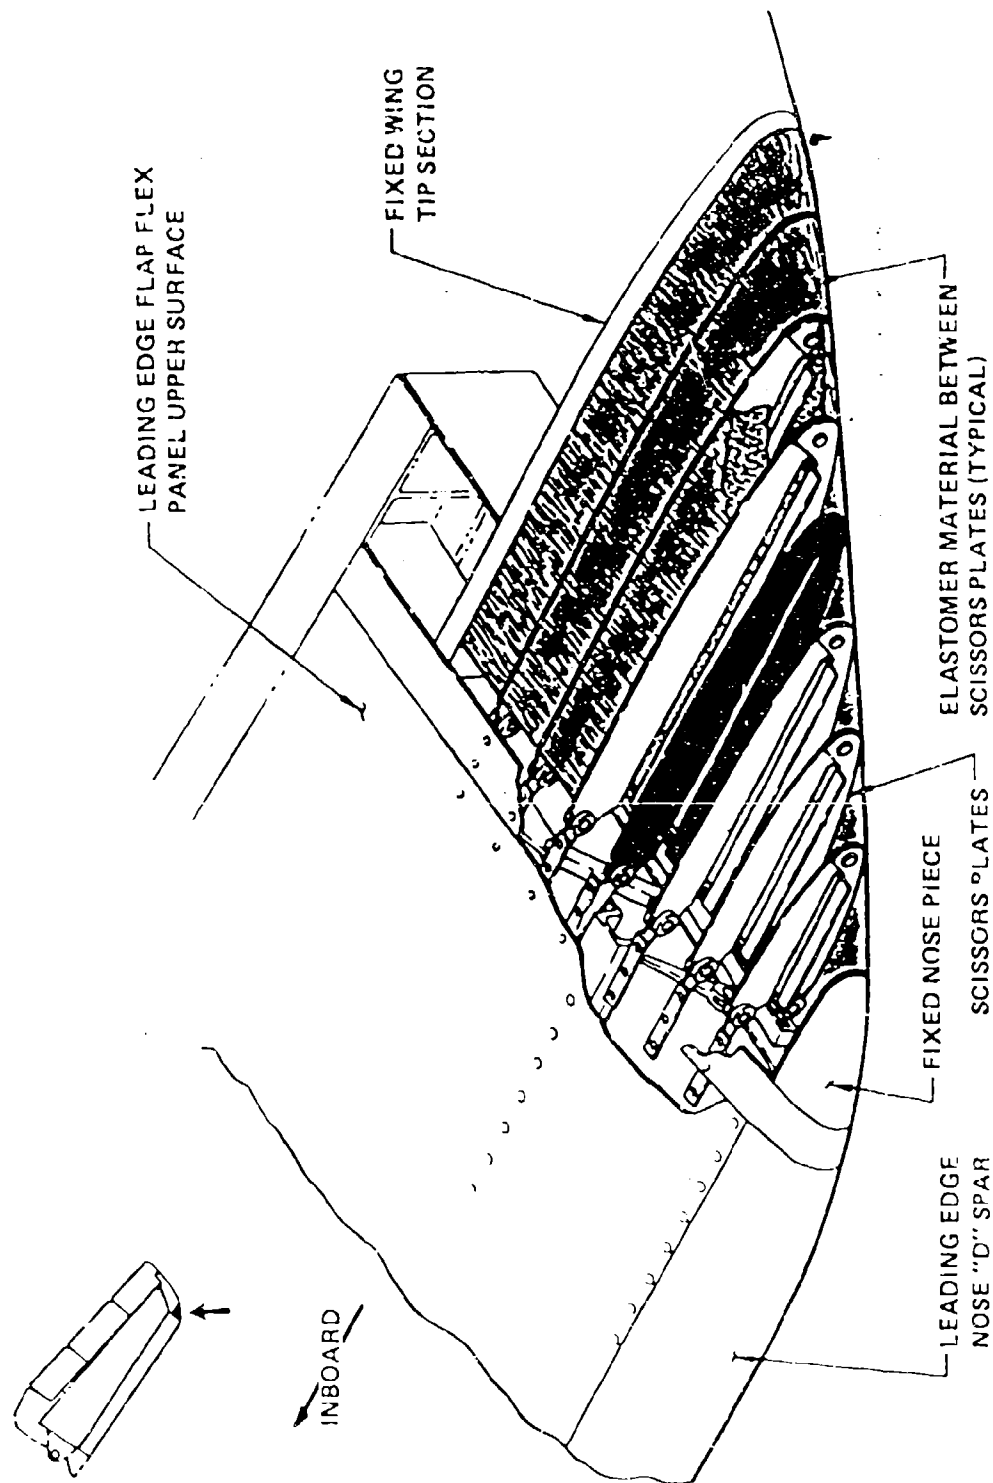 LEADING EDGE FLAP FLEX
PANEL UPPER SURFACE
FIXED WING
TIP SECTION
INBOARD
LEADING EDGE
NOSE "D" SPAR
FIXED NOSE PIECE
SCISSORS PLATES
ELASTOMER MATERIAL BETWEEN
SCISSORS PLATES (TYPICAL)